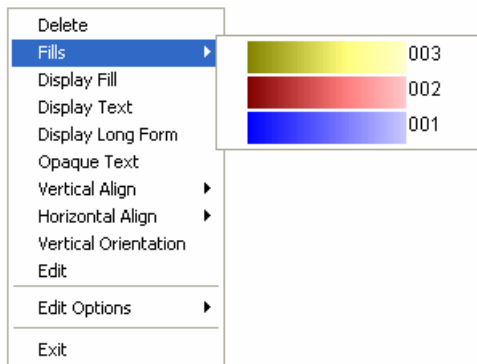 Delete
Fills
003
002
001
Display Fill
Display Text
Display Long Form
Opaque Text
Vertical Align
Horizontal Align
Vertical Orientation
Edit
Edit Options
Exit